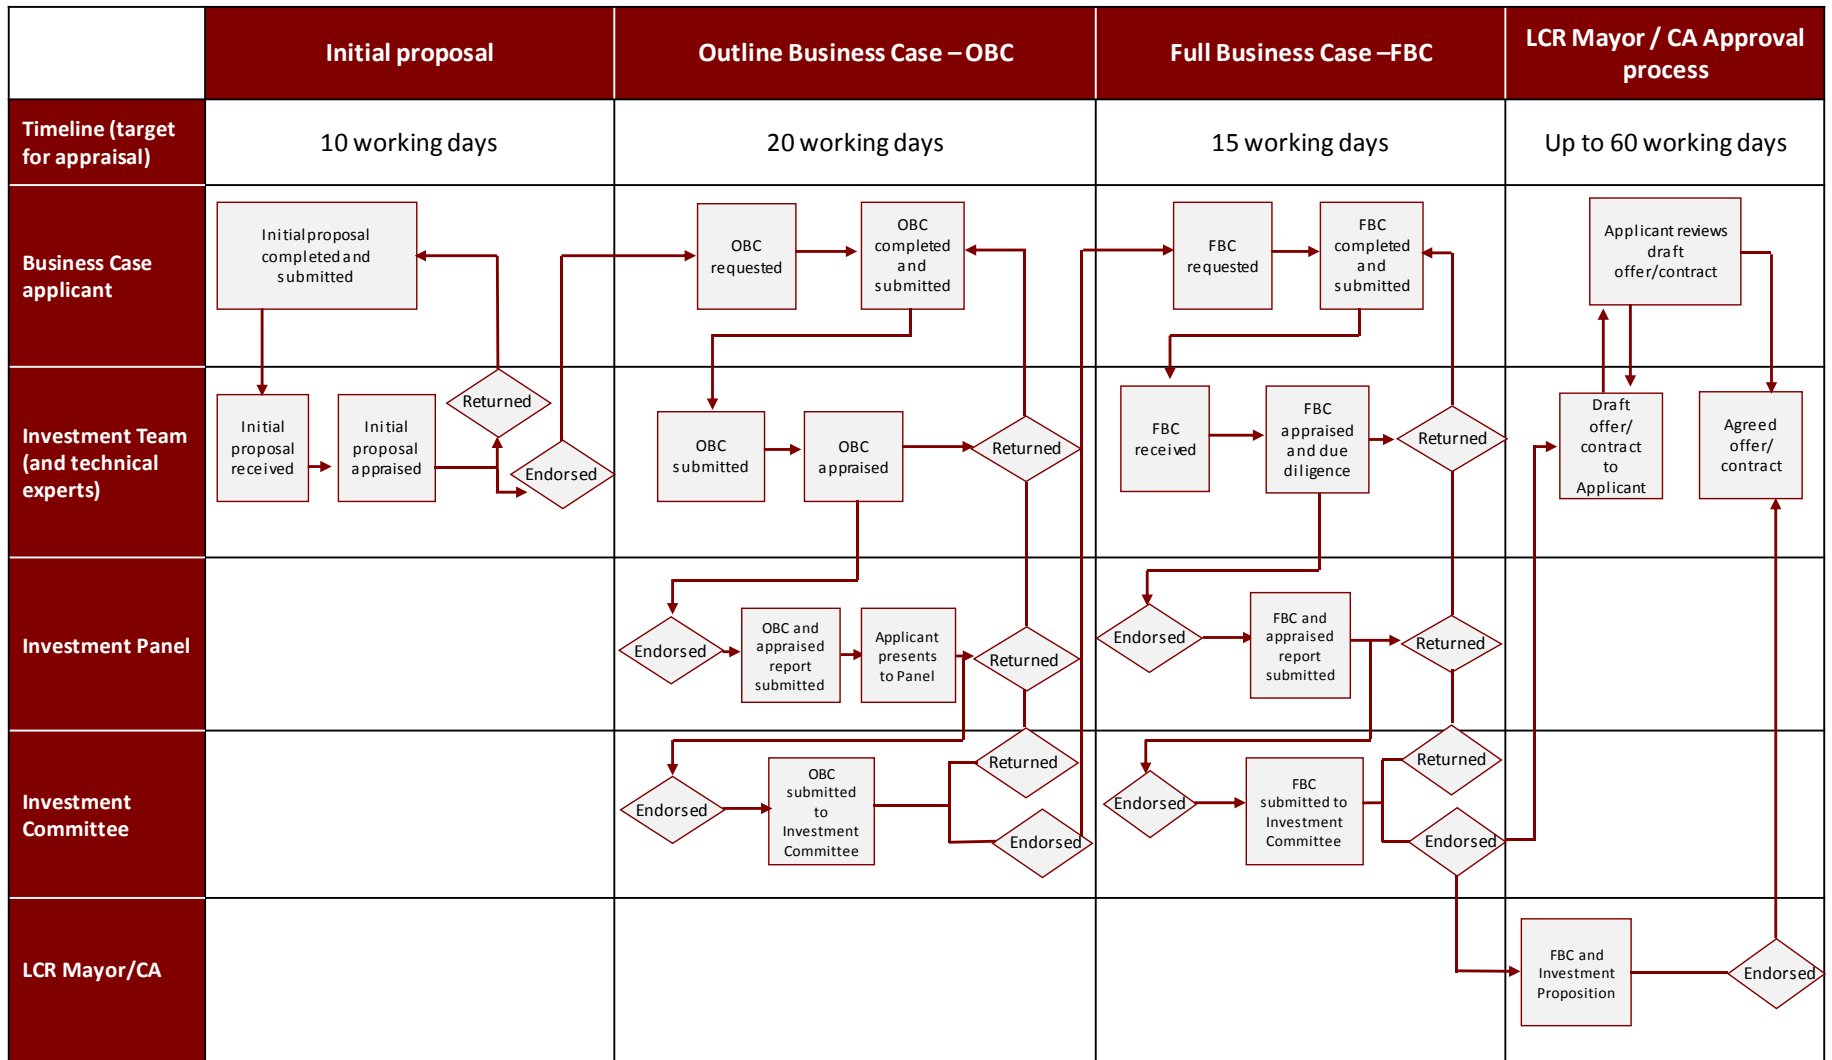 Initial proposal
Outline Business Case – OBC
Full Business Case –FBC
LCR Mayor / CA Approval
process
Timeline (target
for appraisal)
10 working days
20 working days
15 working days
Up to 60 working days
Business Case
applicant
Initial proposal
completed and
submitted
OBC
requested
OBC
completed
and
submitted
FBC
requested
FBC
completed
and
submitted
Applicant reviews
draft
offer/contract
Investment Team
(and technical
experts)
Initial
proposal
received
Initial
proposal
appraised
Returned
Endorsed
OBC
submitted
OBC
appraised
Returned
FBC
received
FBC
appraised
and due
diligence
Returned
Draft
offer/
contract
to
Applicant
Agreed
offer/
contract
Investment Panel
Endorsed
OBC and
appraised
report
submitted
Applicant
presents
to Panel
Returned
Endorsed
FBC and
appraised
report
submitted
Returned
Investment
Committee
Endorsed
OBC
submitted
to
Investment
Committee
Returned
Endorsed
Endorsed
FBC
submitted to
Investment
Committee
Returned
Endorsed
LCR Mayor/CA
FBC and
Investment
Proposition
Endorsed